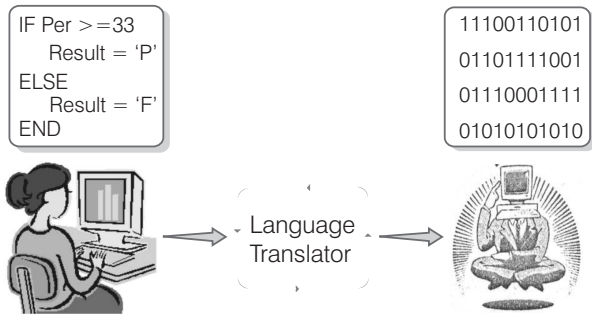 IF Per >=33
Result = ‘P’
ELSE
Result = ‘F’
END
11100110101
01101111001
01110001111
01010101010
Language
Translator